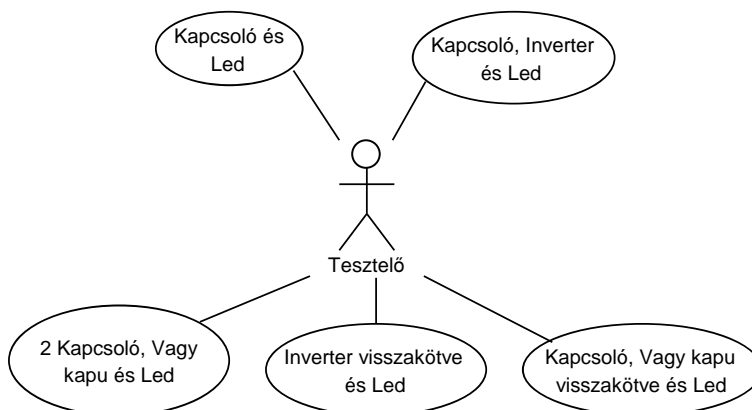 Kapcsoló és
Led
Kapcsoló, Inverter
és Led
Tesztelő
2 Kapcsoló, Vagy
kapu és Led
Inverter visszakötve
és Led
Kapcsoló, Vagy kapu
visszakötve és Led